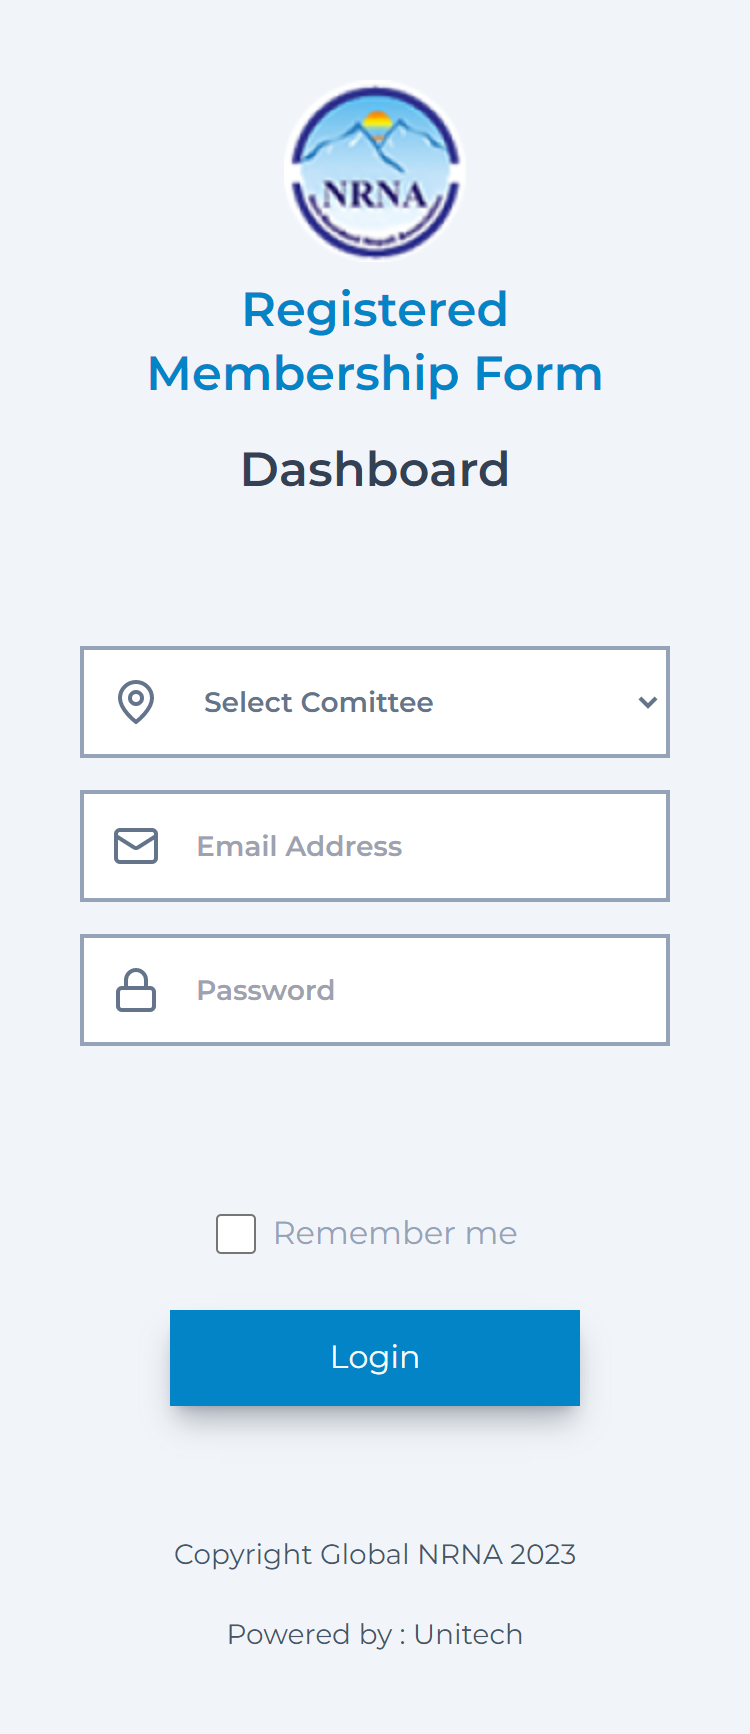 NRNA
Registered
Membership Form
Dashboard
Select Comittee
Email Address
Password
Remember me
Login
Copyright Global NRNA 2023
Powered by : Unitech